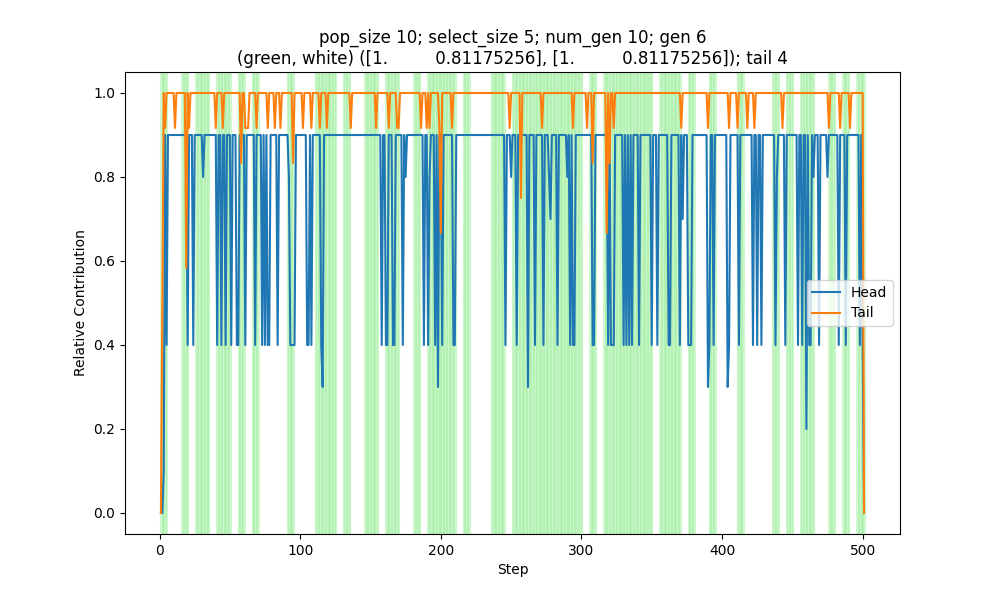 pop_size 10; select_size 5; num_gen 10; gen 6
(green, white) ([1.         0.81175256], [1.         0.81175256]); tail 4
Relative Contribution
1.0
0.8
0.6
0.4
0.2
0.0
Head
Tail
0
100
200
300
400
500
Step